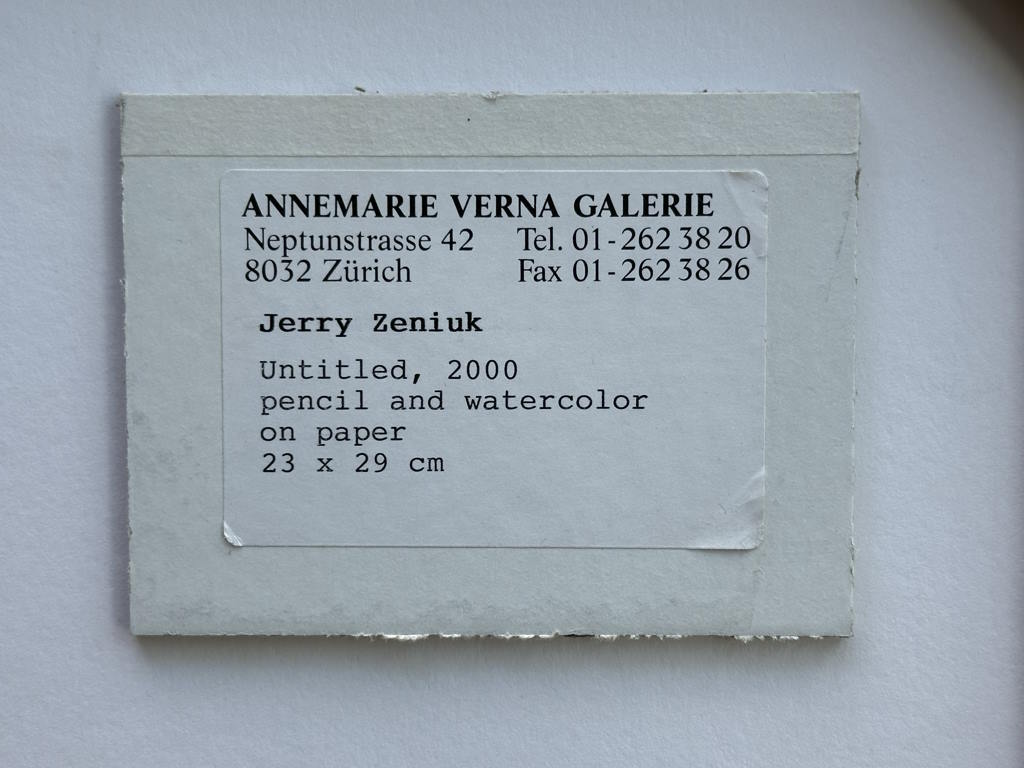 ANNEMARIE VERNA GALERIE
Neptunstrasse 42 Tel. 01-262 38 20
8032 Zürich Fax 01-262 38 26
Jerry Zeniuk
Untitled, 2000
pencil and watercolor
on paper
23 x 29 cm